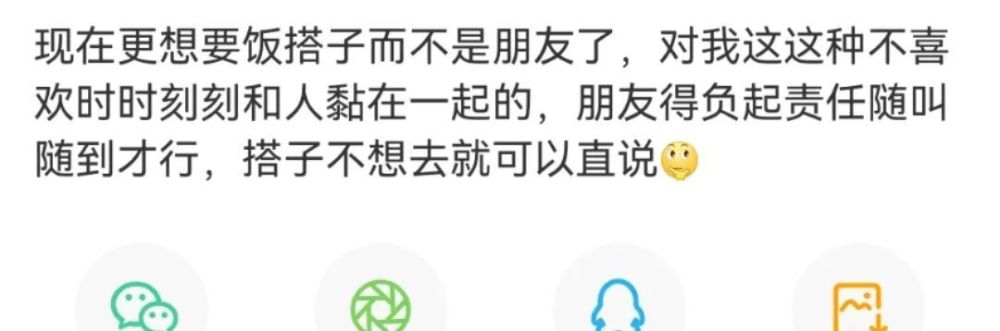 现在更想要饭搭子而不是朋友了，对我这这种不喜
欢时时刻刻和人黏在一起的，朋友得负起责任随叫
随到才行，搭子不想去就可以直说🤔